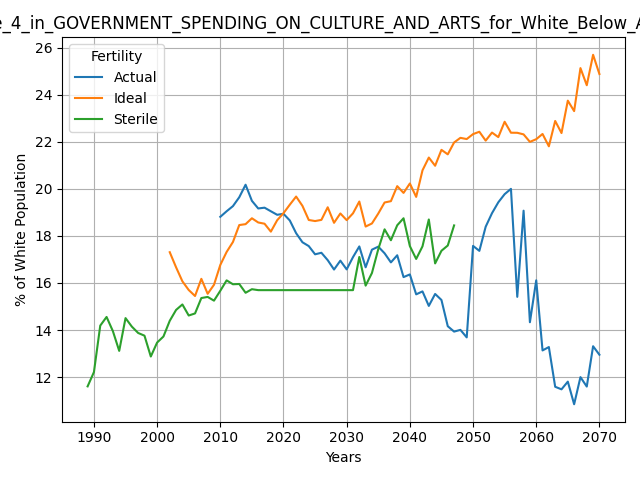 e_4_in_GOVERNMENT_SPENDING_ON_CULTURE_AND_ARTS_for_White_Below_A
Fertility
Actual
Ideal
Sterile
% of White Population
26
24
22
20
18
16
14
12
1990 2000 2010 2020 2030 2040 2050 2060 2070
Years